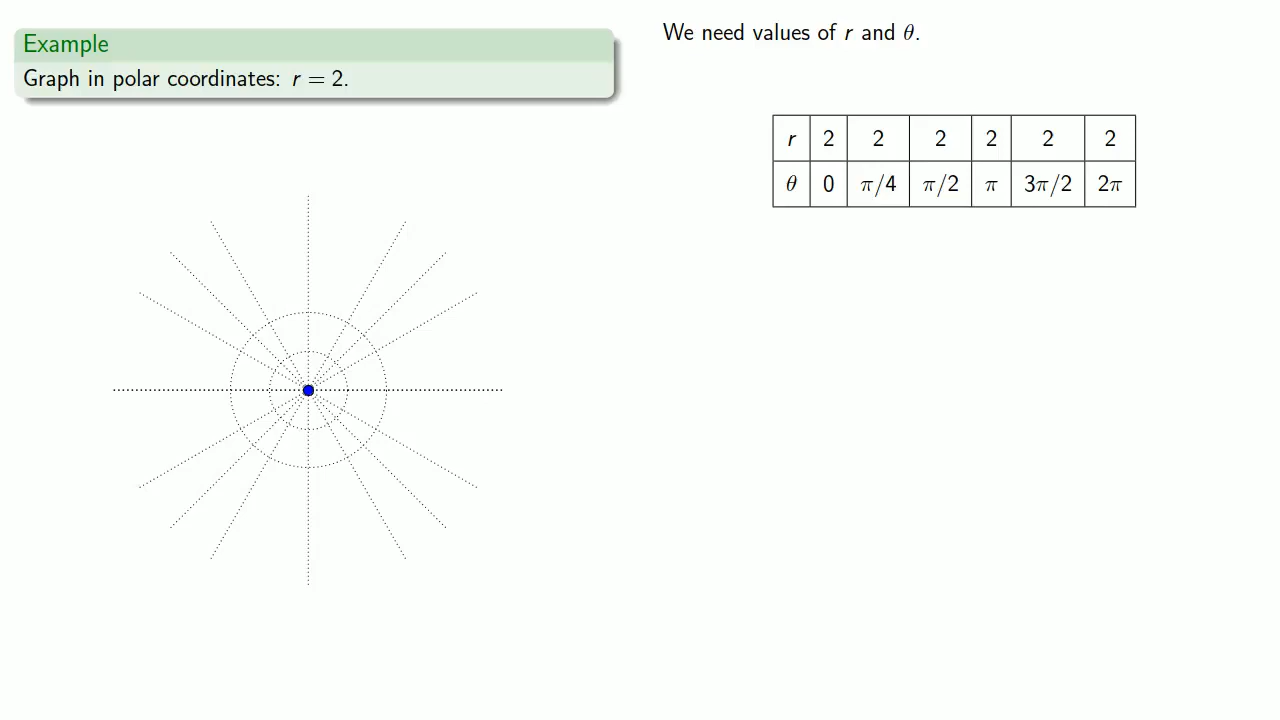 Example
Graph in polar coordinates: r = 2.
We need values of r and θ.
r 2 2 2 2 2 2
θ 0 π/4 π/2 π 3π/2 2π